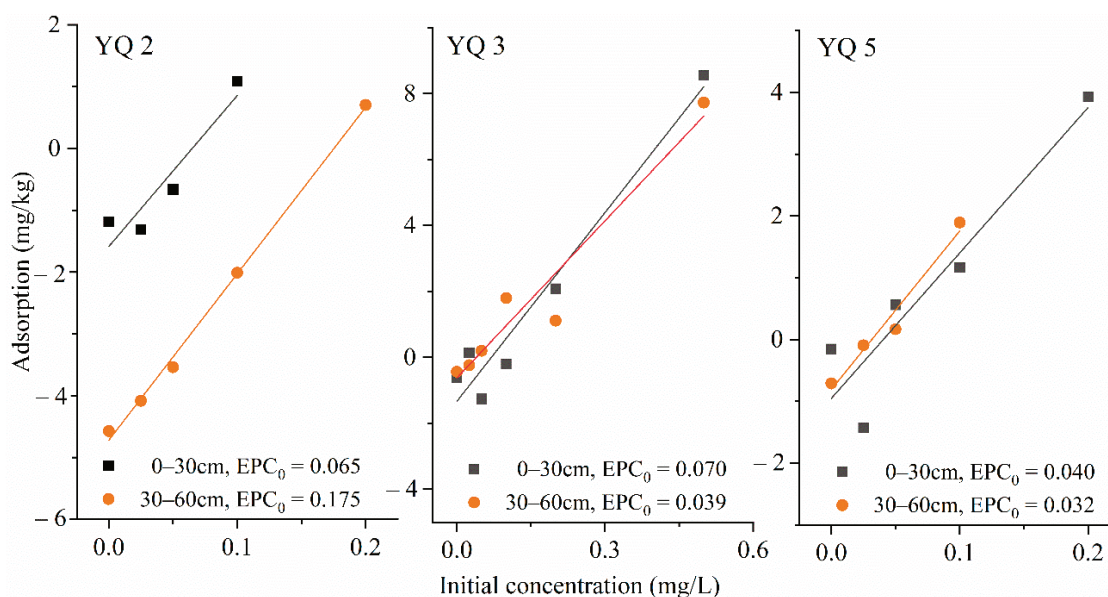 YQ 2
YQ 3
YQ 5
Adsorption (mg/kg)
2
0
−2
−4
−6
0–30cm, EPC₀ = 0.065
30–60cm, EPC₀ = 0.175
0.0 0.1 0.2
8
4
0
−4
0–30cm, EPC₀ = 0.070
30–60cm, EPC₀ = 0.039
0.0 0.3 0.6
4
2
0
−2
0–30cm, EPC₀ = 0.040
30–60cm, EPC₀ = 0.032
0.0 0.1 0.2
Initial concentration (mg/L)